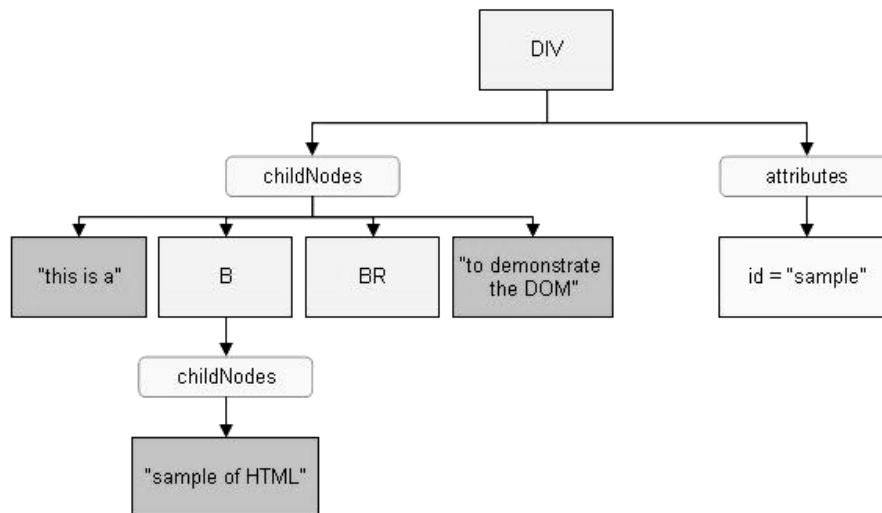 DIV
childNodes
attributes
"this is a"
B
BR
"to demonstrate
the DOM"
id = "sample"
childNodes
"sample of HTML"